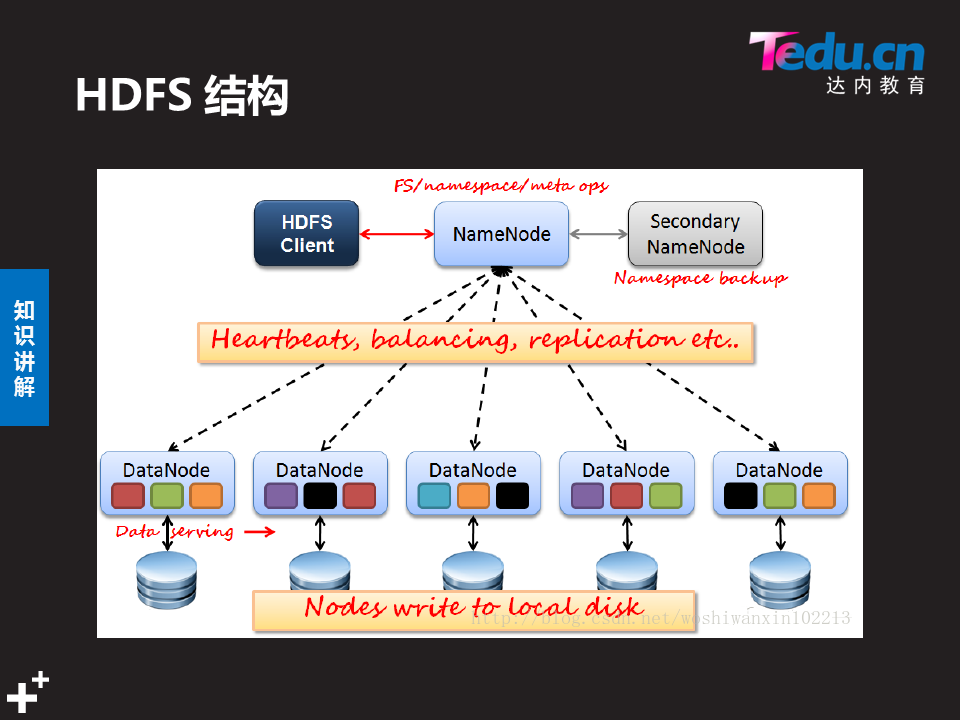 Tedu.cn
达内教育
HDFS 结构
知识讲解
FS/namespace/meta ops
HDFS
Client
NameNode
Secondary
NameNode
Namespace backup
Heartbeats, balancing, replication etc..
DataNode
DataNode
DataNode
DataNode
DataNode
Data serving
Nodes write to local disk
http://blog.csdn.net/woshiwanxin102213